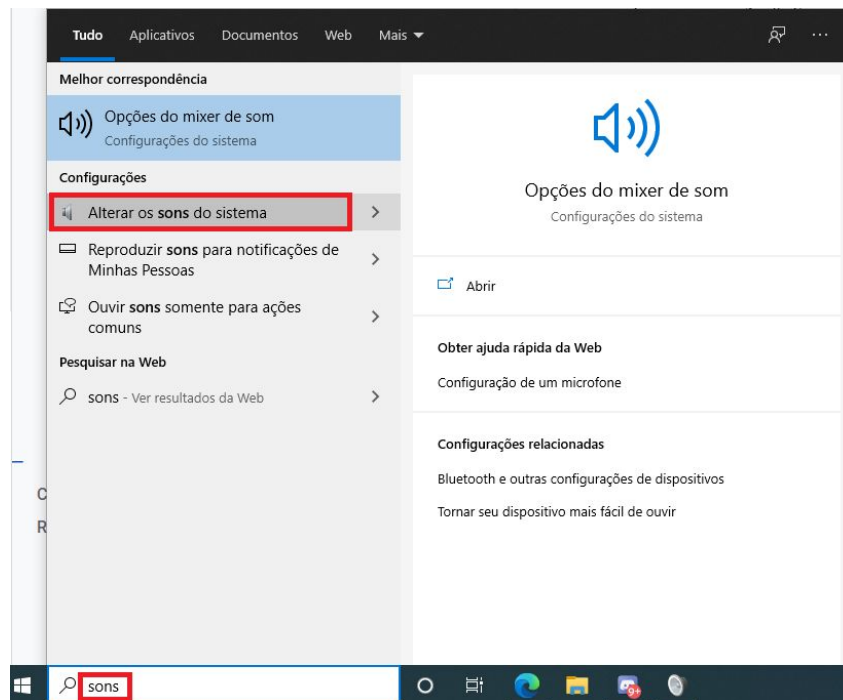 Tudo Aplicativos Documentos Web Mais
Melhor correspondência
Opções do mixer de som
Configurações do sistema
Configurações
Alterar os sons do sistema
Reproduzir sons para notificações de
Minhas Pessoas
Ouvir sons somente para ações
comuns
Pesquisar na Web
sons - Ver resultados da Web
Opções do mixer de som
Configurações do sistema
Abrir
Obter ajuda rápida da Web
Configuração de um microfone
Configurações relacionadas
Bluetooth e outras configurações de dispositivos
Tornar seu dispositivo mais fácil de ouvir
C
R
sons
9+